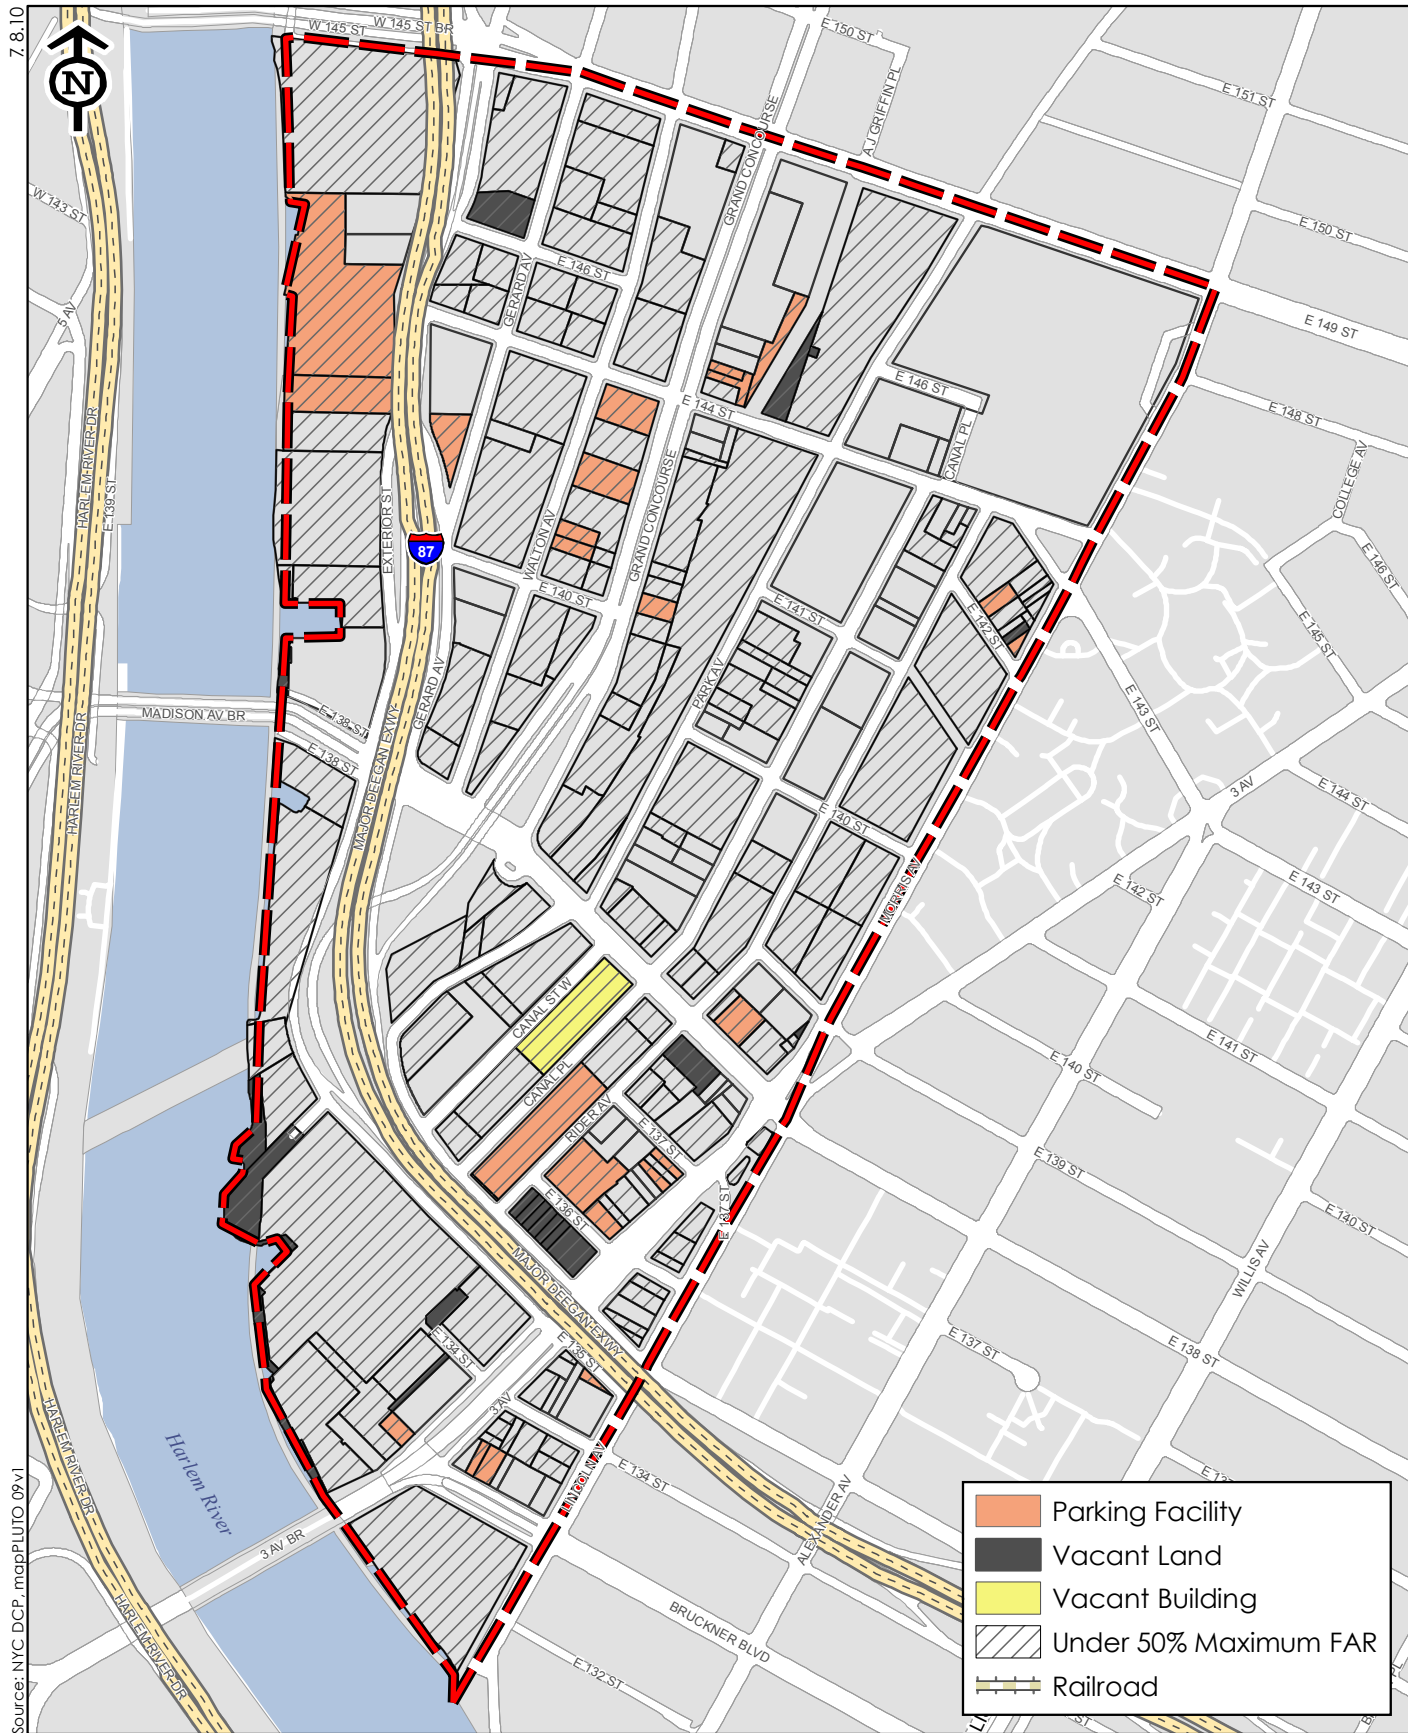 7.8.10
N
W 145 ST
W 145 ST BR
E 150 ST
A J GRIFFIN PL
E 151 ST
GRAND CONCOURSE
W 143 ST
E 150 ST
E 146 ST
GERARD AV
5 AV
E 149 ST
E 146 ST
E 144 ST
E 148 ST
HARLEM RIVER DR
E 139 ST
CANAL PL
COLLEGE AV
GRAND CONCOURSE
EXTERIOR ST
87
WALTON AV
E 146 ST
E 140 ST
E 141 ST
E 142 ST
E 145 ST
GERARD AV
PARK AV
MADISON AV BR
E 138 ST
E 143 ST
E 138 ST
HARLEM RIVER DR
MAJOR DEEGAN EXWY
3 AV
E 144 ST
E 140 ST
MORRIS AV
E 142 ST
E 143 ST
CANAL ST W
CANAL PL
E 141 ST
E 140 ST
RIDER AV
E 137 ST
E 139 ST
E 136 ST
E 137 ST
E 140 ST
MAJOR DEEGAN EXWY
WILLIS AV
E 134 ST
E 135 ST
E 137 ST
E 138 ST
3 AV
HARLEM RIVER DR
Harlem River
LINCOLN AV
E 134 ST
ALEXANDER AV
3 AV BR
HARLEM RIVER DR
BRUCKNER BLVD
E 132 ST
Parking Facility
Vacant Land
Vacant Building
Under 50% Maximum FAR
Railroad
Source: NYC DCP, mapPLUTO 09v1